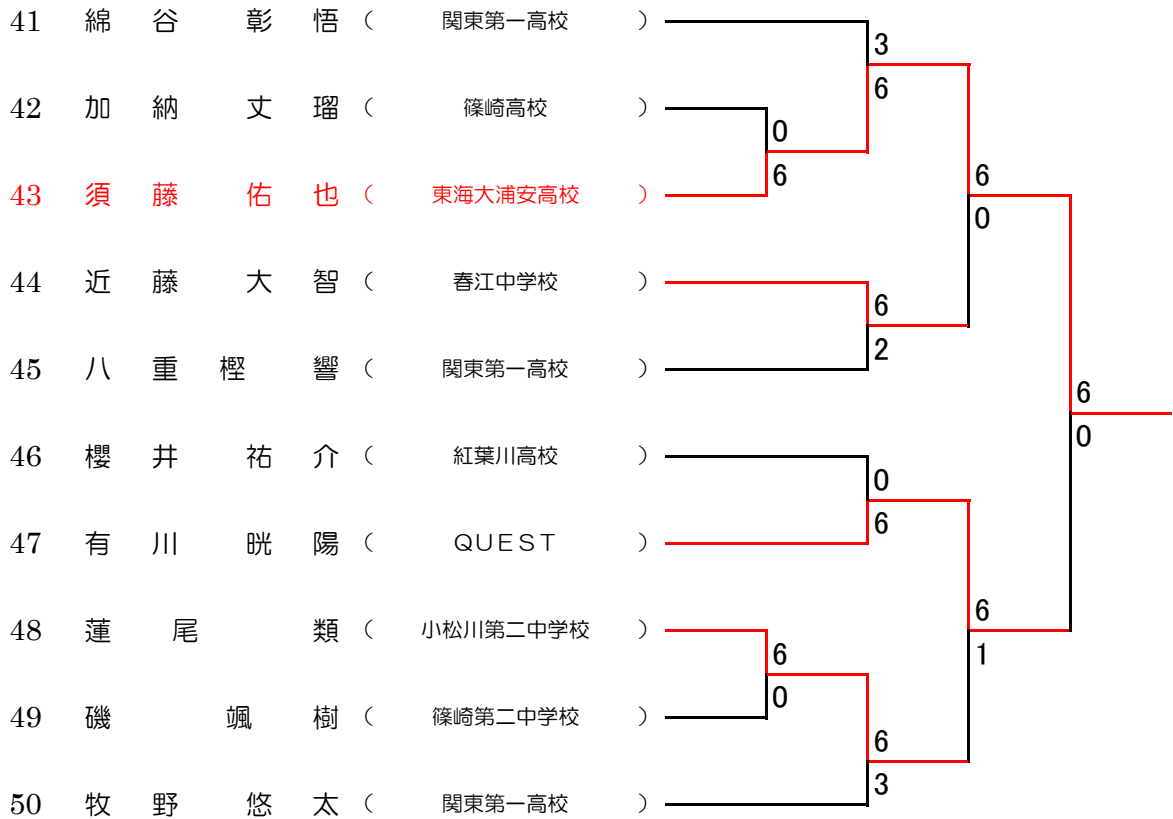 41 綿谷 彰悟（ 関東第一高校 ）
3
6
42 加納 丈瑠（ 篠崎高校 ）
0
6
43 須藤 佑也（ 東海大浦安高校 ）
6
0
44 近藤 大智（ 春江中学校 ）
6
2
45 八重樫 響（ 関東第一高校 ）
6
0
46 櫻井 祐介（ 紅葉川高校 ）
0
6
47 有川 晄陽（ ＱＵＥＳＴ ）
48 蓮尾 類（ 小松川第二中学校 ）
6
1
6
0
49 磯 颯樹（ 篠崎第二中学校 ）
6
3
50 牧野 悠太（ 関東第一高校 ）